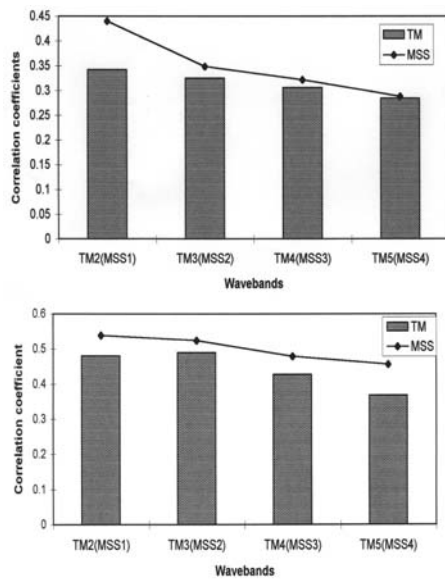 0.45
0.4
0.35
0.3
0.25
0.2
0.15
0.1
0.05
0
Correlation coefficients
TM
MSS
TM2(MSS1) TM3(MSS2) TM4(MSS3) TM5(MSS4)
Wavebands
0.6
0.5
0.4
0.3
0.2
0.1
0
Correlation coefficient
TM
MSS
TM2(MSS1) TM3(MSS2) TM4(MSS3) TM5(MSS4)
Wavebands